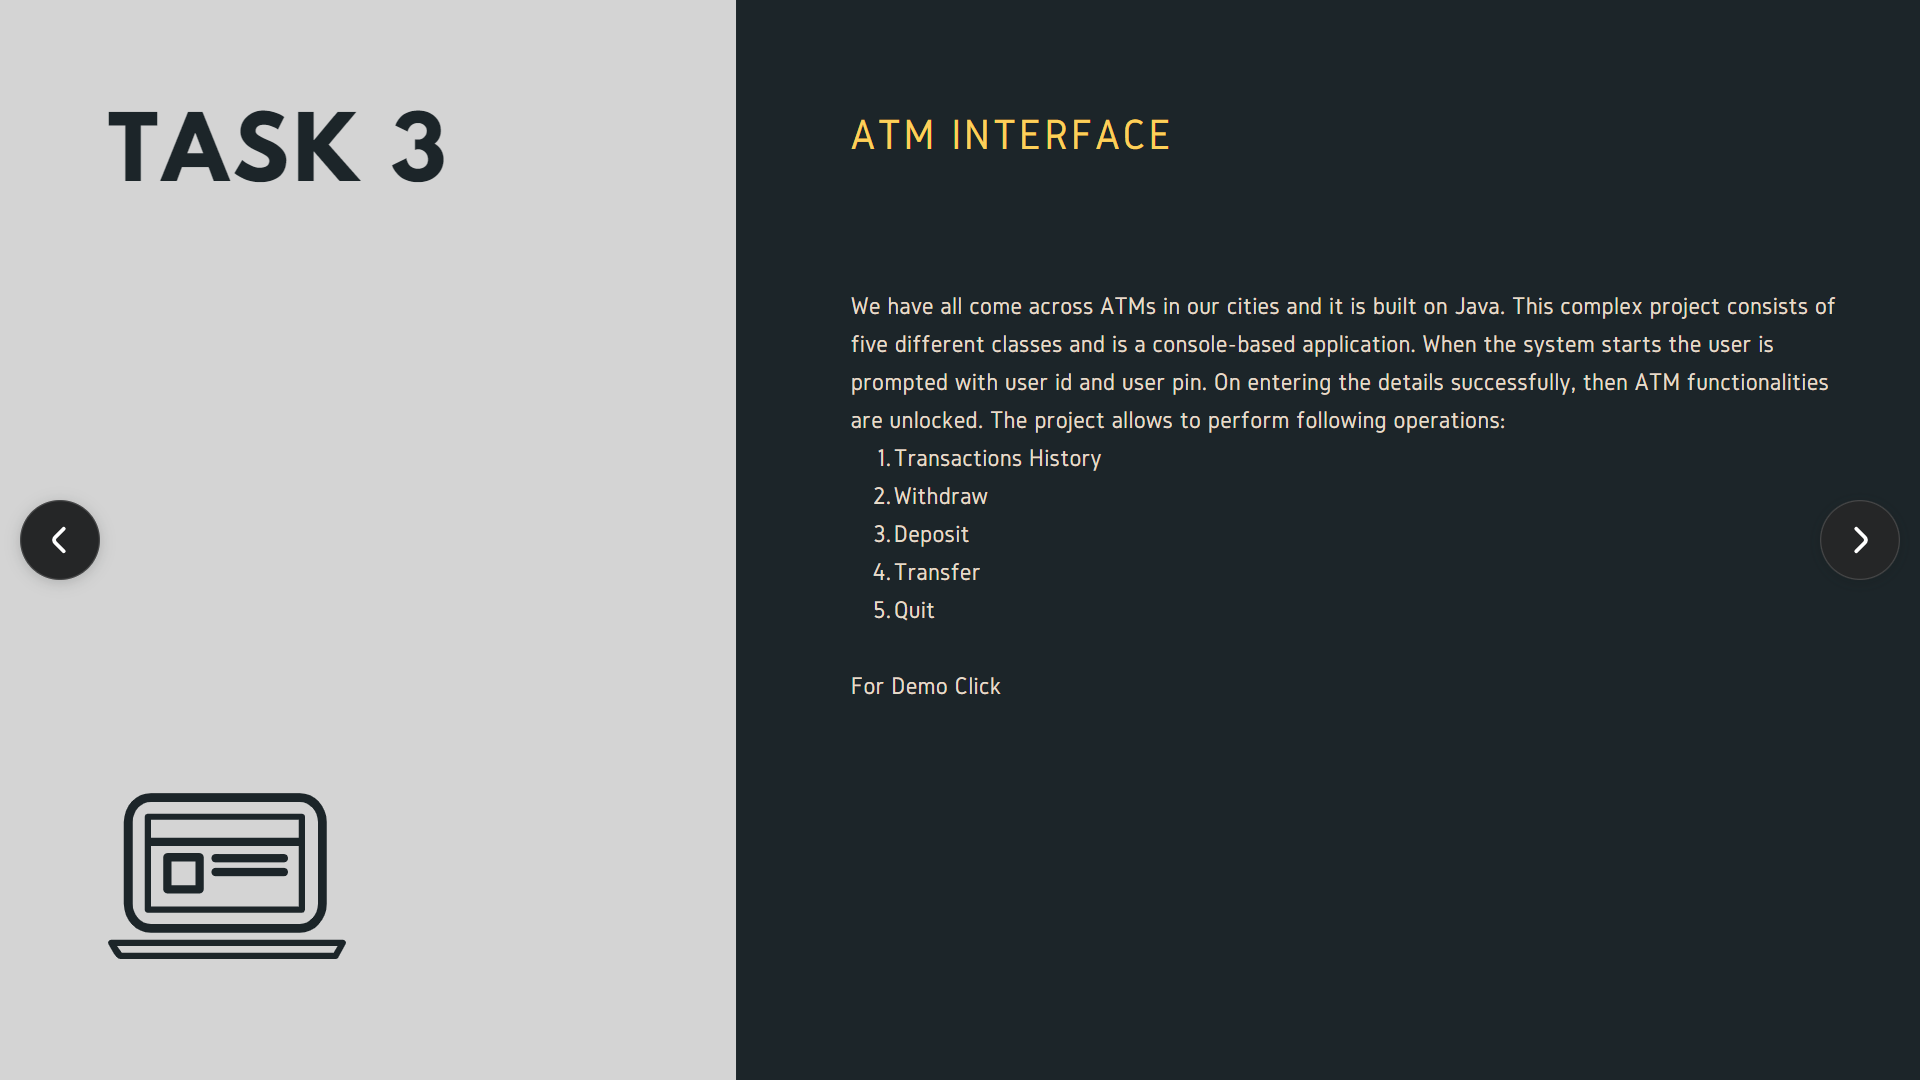 TASK 3
ATM INTERFACE
We have all come across ATMs in our cities and it is built on Java. This complex project consists of
five different classes and is a console-based application. When the system starts the user is
prompted with user id and user pin. On entering the details successfully, then ATM functionalities
are unlocked. The project allows to perform following operations:
1. Transactions History
2. Withdraw
3. Deposit
4. Transfer
5. Quit
For Demo Click